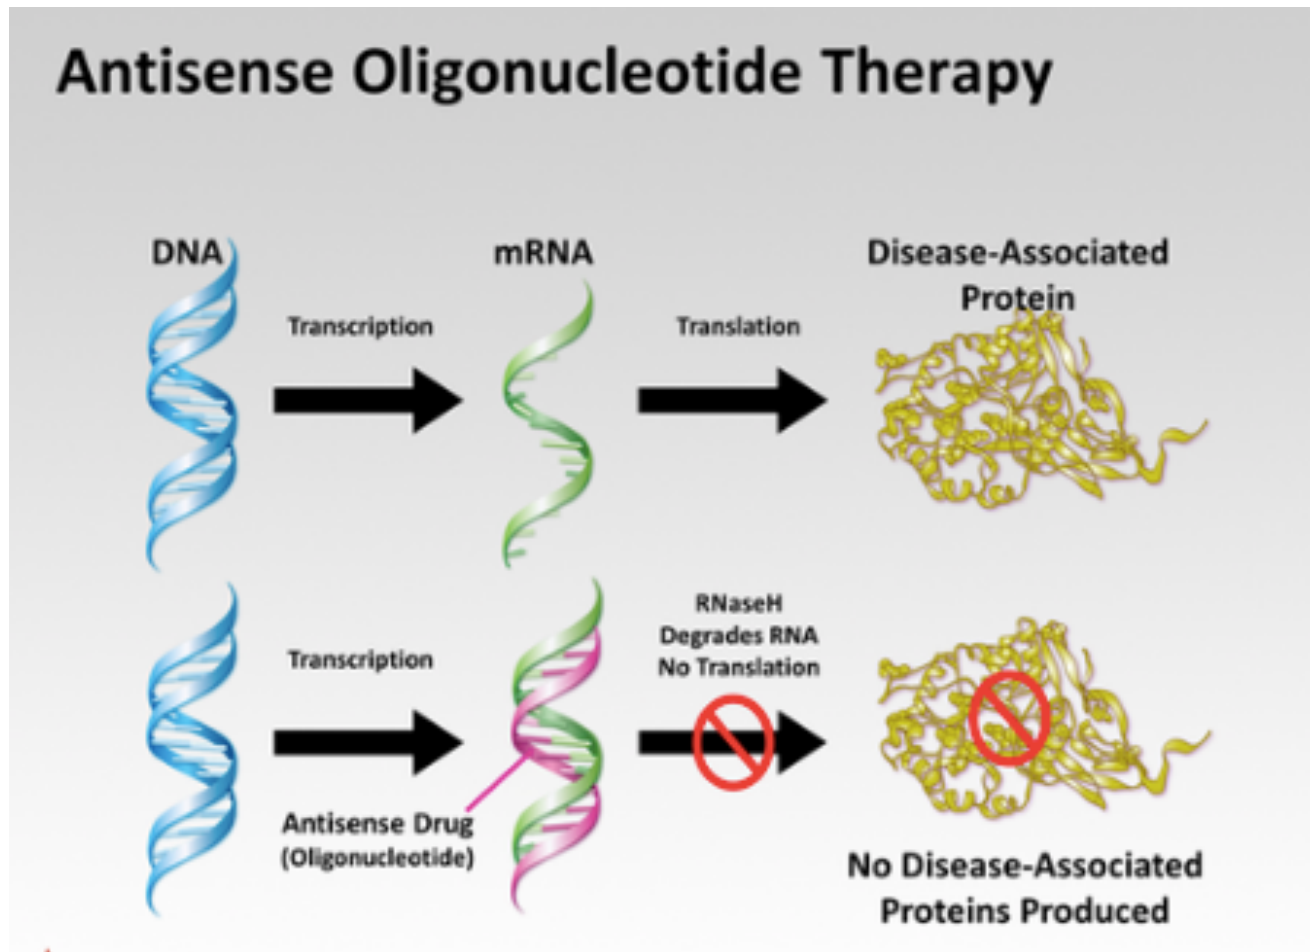 Antisense Oligonucleotide Therapy
DNA
mRNA
Disease-Associated
Protein
Transcription
Translation
Transcription
RNaseH
Degrades RNA
No Translation
Antisense Drug
(Oligonucleotide)
No Disease-Associated
Proteins Produced